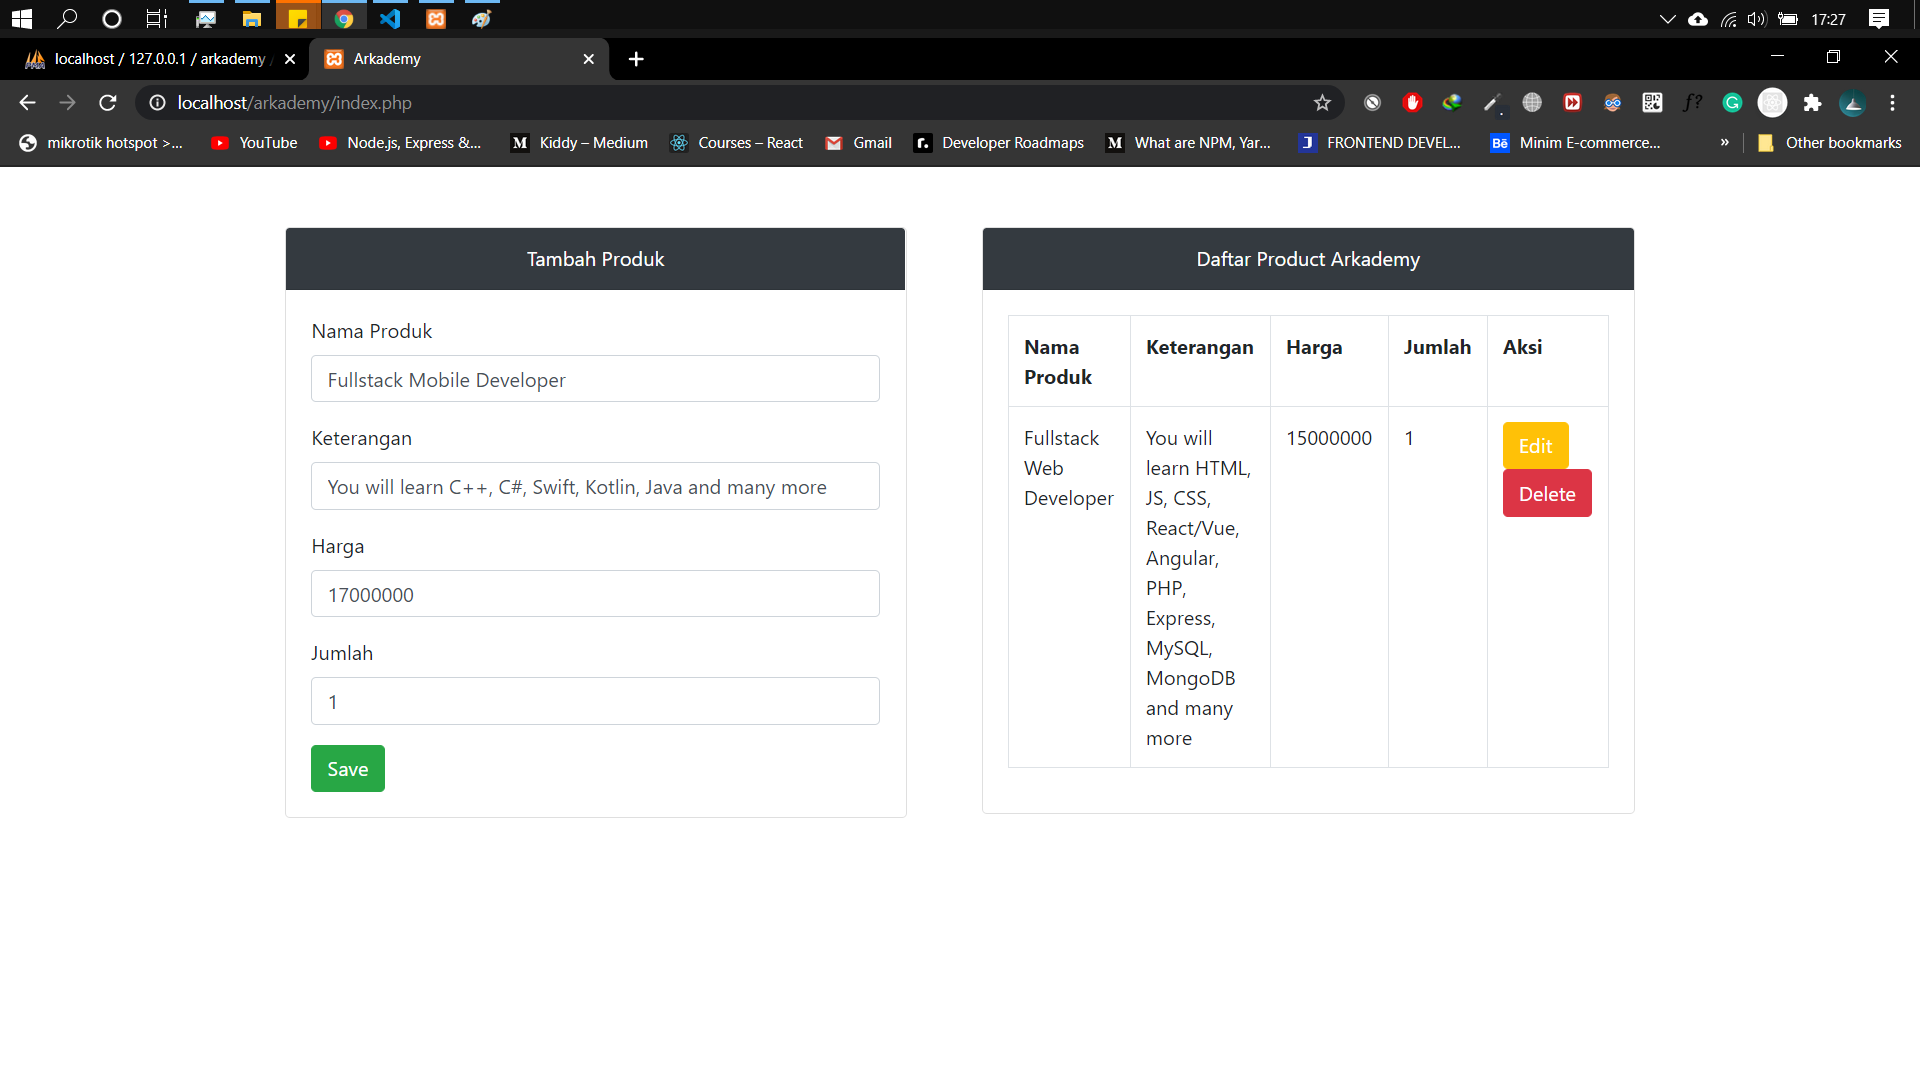 17:27
localhost / 127.0.0.1 / arkademy
Arkademy
localhost/arkademy/index.php
mikrotik hotspot >...
YouTube
Node.js, Express &...
Kiddy – Medium
Courses – React
Gmail
Developer Roadmaps
What are NPM, Yar...
FRONTEND DEVEL...
Minim E-commerce...
»
Other bookmarks
Tambah Produk
Nama Produk
Fullstack Mobile Developer
Keterangan
You will learn C++, C#, Swift, Kotlin, Java and many more
Harga
17000000
Jumlah
1
Save
Daftar Product Arkademy
Nama
Produk
Keterangan
Harga
Jumlah
Aksi
Fullstack
Web
Developer
You will
learn HTML,
JS, CSS,
React/Vue,
Angular,
PHP,
Express,
MySQL,
MongoDB
and many
more
15000000
1
Edit
Delete